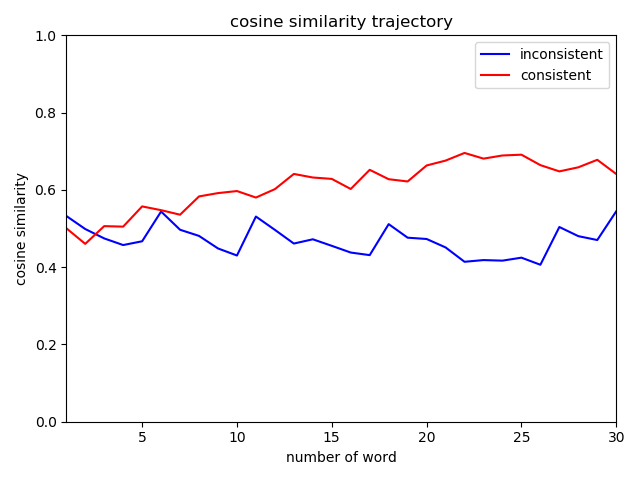 cosine similarity trajectory
inconsistent
consistent
cosine similarity
1.0
0.8
0.6
0.4
0.2
0.0
5 10 15 20 25 30
number of word